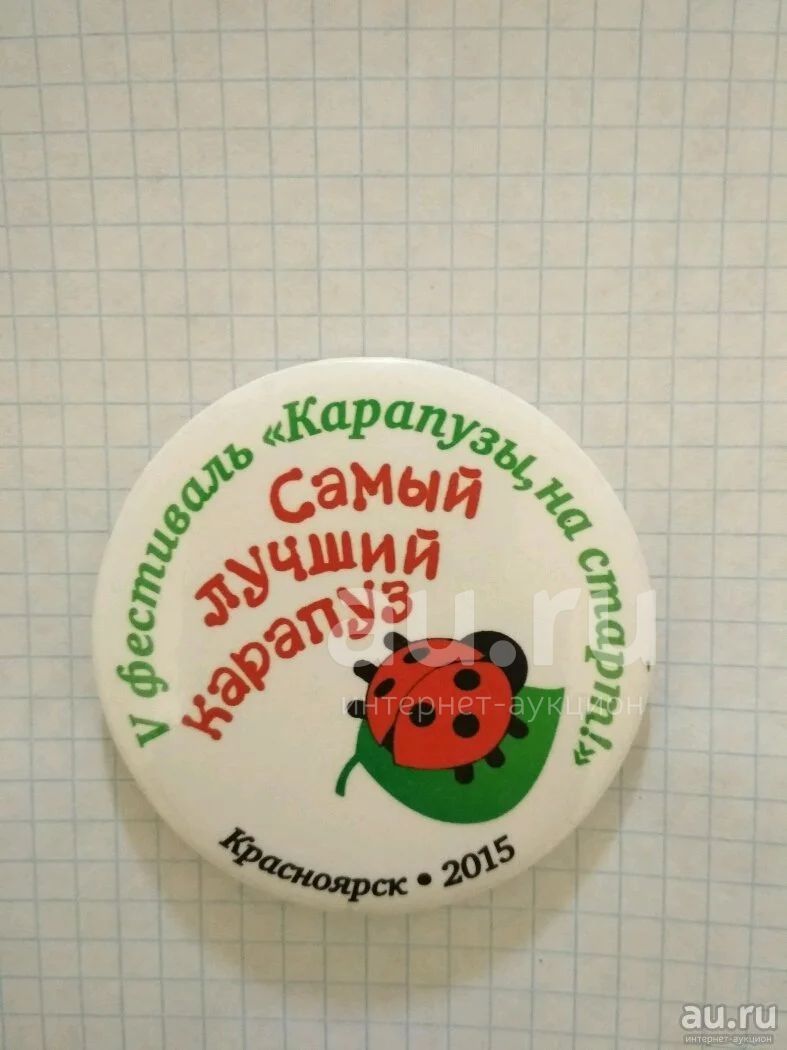 V фестиваль «Карапузы, на старт!»
Самый
лучший
карапуз
Красноярск • 2015
au.ru
интернет-аукцион
au.ru
интернет-аукцион